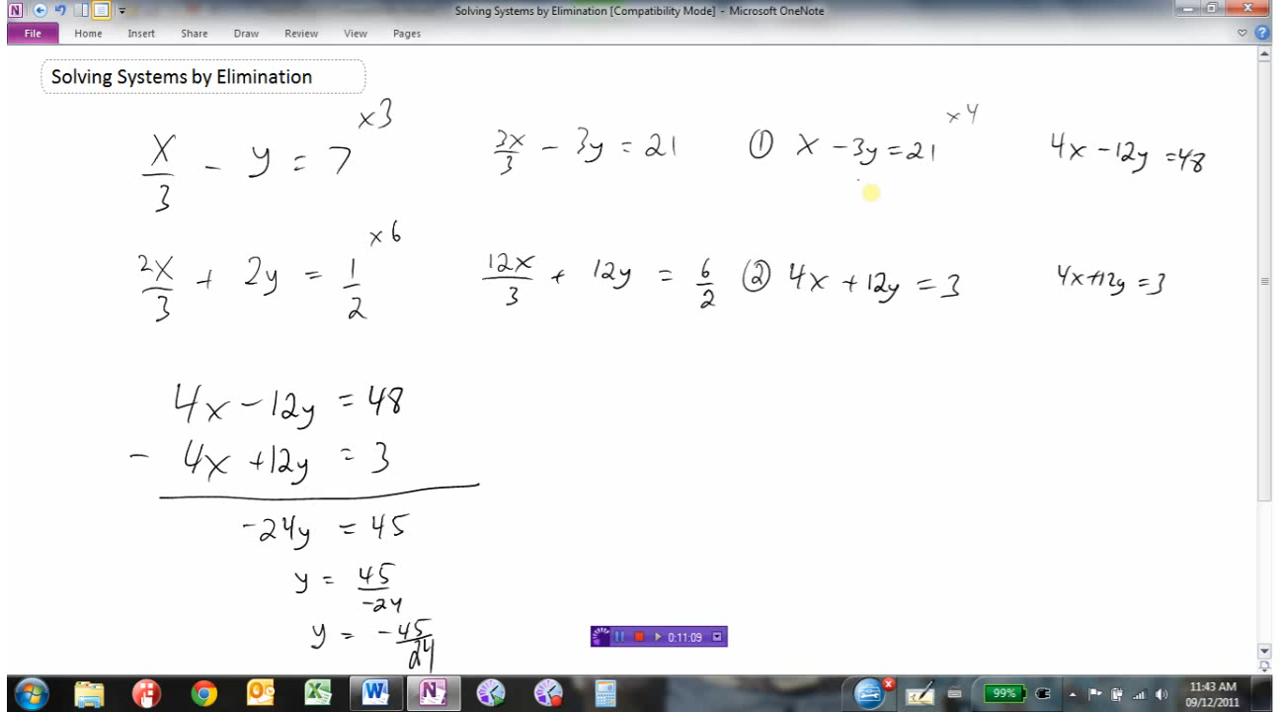 Solving Systems by Elimination [Compatibility Mode] - Microsoft OneNote
File Home Insert Share Draw Review View Pages
Solving Systems by Elimination
x/3 - y = 7 ×3
3x/3 - 3y = 21
① x - 3y = 21 ×4
4x - 12y = 48
2x/3 + 2y = 1/2 ×6
12x/3 + 12y = 6/2
② 4x + 12y = 3
4x+12y = 3
4x - 12y = 48
- 4x + 12y = 3
-24y = 45
y = 45/-24
y = -45/24
0:11:09
99%
11:43 AM
09/12/2011